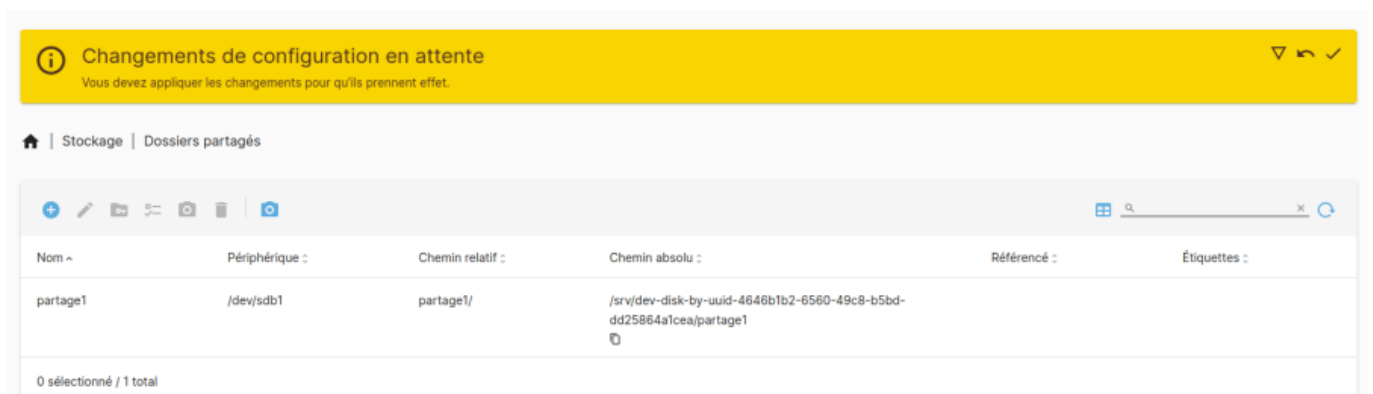 Changements de configuration en attente
Vous devez appliquer les changements pour qu'ils prennent effet.
| Stockage | Dossiers partagés
Nom Périphérique Chemin relatif Chemin absolu Référencé Étiquettes
partage1 /dev/sdb1 partage1/ /srv/dev-disk-by-uuid-4646b1b2-6560-49c8-b5bd-
dd25864a1cea/partage1
0 sélectionné / 1 total